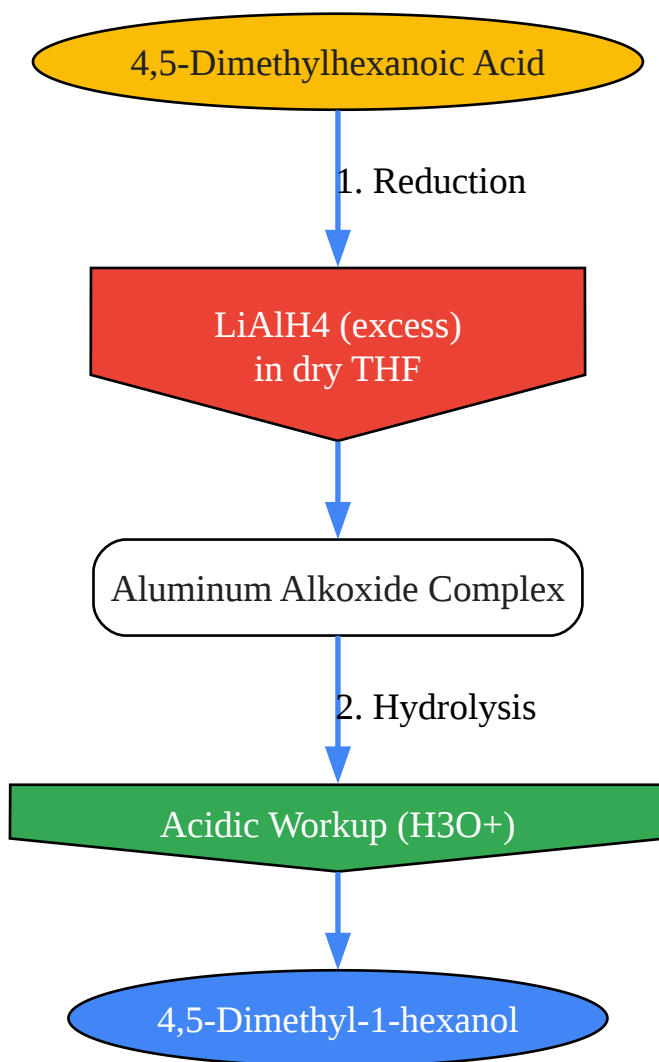 4,5-Dimethylhexanoic Acid
1. Reduction
LiAlH4 (excess)
in dry THF
Aluminum Alkoxide Complex
2. Hydrolysis
Acidic Workup (H3O+)
4,5-Dimethyl-1-hexanol